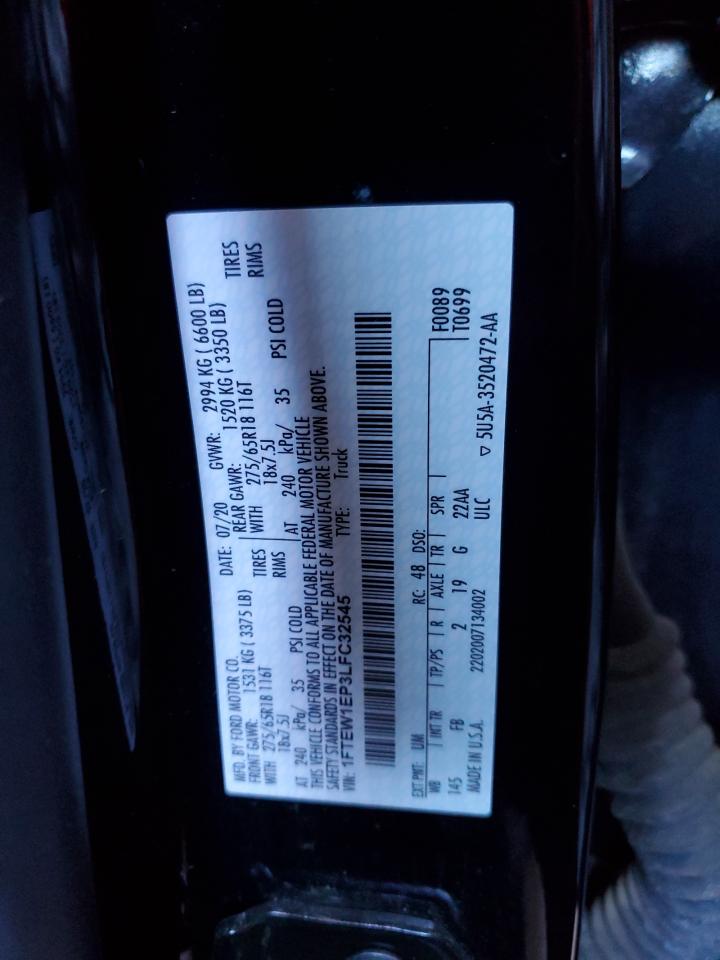 MFD. BY FORD MOTOR CO. DATE: 07/20 GVWR: 2994 KG ( 6600 LB)
FRONT GAWR: 1531 KG ( 3375 LB) REAR GAWR: 1520 KG ( 3350 LB)
WITH 275/65R18 116T TIRES WITH 275/65R18 116T TIRES
18x7.5J RIMS 18x7.5J RIMS
AT 240 kPa/ 35 PSI COLD AT 240 kPa/ 35 PSI COLD
THIS VEHICLE CONFORMS TO ALL APPLICABLE FEDERAL MOTOR VEHICLE
SAFETY STANDARDS IN EFFECT ON THE DATE OF MANUFACTURE SHOWN ABOVE.
VIN: 1FTEW1EP3LFC32545 TYPE: Truck
EXT PNT: UM RC: 48 DSO: F0089
WB INT TR TP/PS R AXLE TR SPR T0699
145 FB 2 19 G 22AA
2202007134002 ULC
MADE IN U.S.A. ▽ 5U5A-3520472-AA